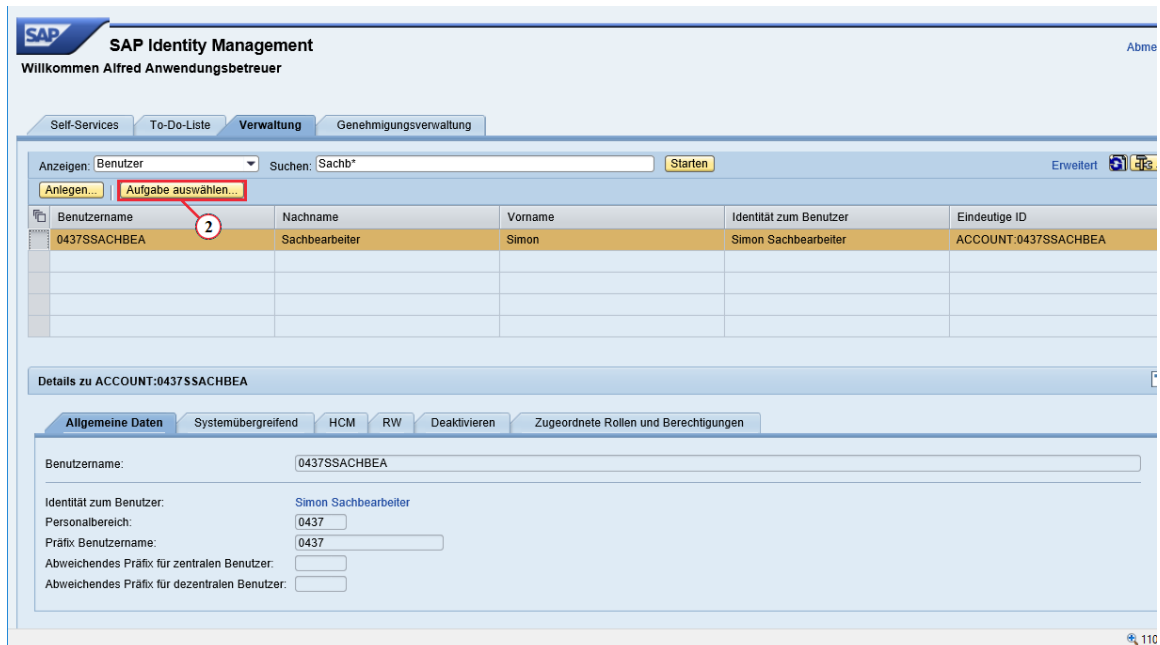 SAP
SAP Identity Management
Abme
Willkommen Alfred Anwendungsbetreuer
Self-Services To-Do-Liste Verwaltung Genehmigungsverwaltung
Anzeigen: Benutzer Suchen: Sachb* Starten Erweitert
Anlegen... Aufgabe auswählen...
2
Benutzername Nachname Vorname Identität zum Benutzer Eindeutige ID
0437SSACHBEA Sachbearbeiter Simon Simon Sachbearbeiter ACCOUNT:0437SSACHBEA
Details zu ACCOUNT:0437SSACHBEA
Allgemeine Daten Systemübergreifend HCM RW Deaktivieren Zugeordnete Rollen und Berechtigungen
Benutzername: 0437SSACHBEA
Identität zum Benutzer: Simon Sachbearbeiter
Personalbereich: 0437
Präfix Benutzername: 0437
Abweichendes Präfix für zentralen Benutzer:
Abweichendes Präfix für dezentralen Benutzer:
110